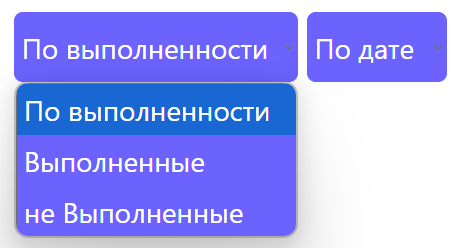 По выполненности По дате
По выполненности
Выполненные
не Выполненные